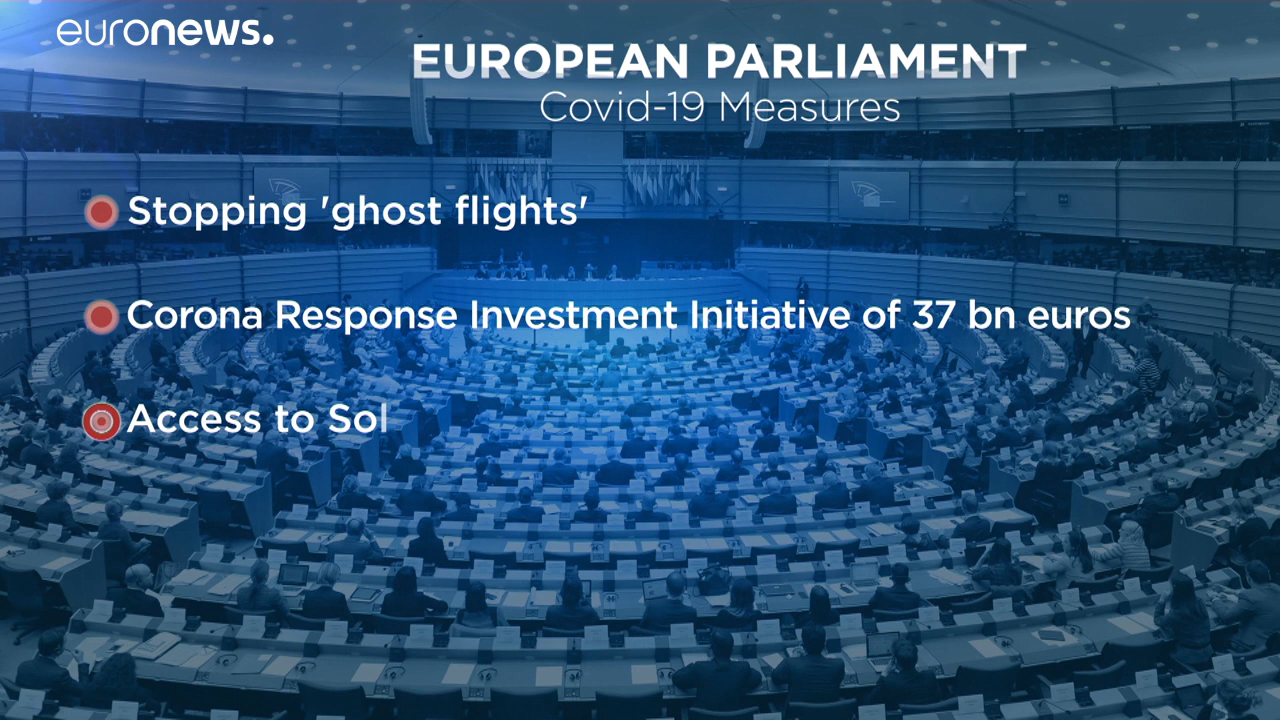 euronews.
EUROPEAN PARLIAMENT
Covid-19 Measures
Stopping 'ghost flights'
Corona Response Investment Initiative of 37 bn euros
Access to Sol